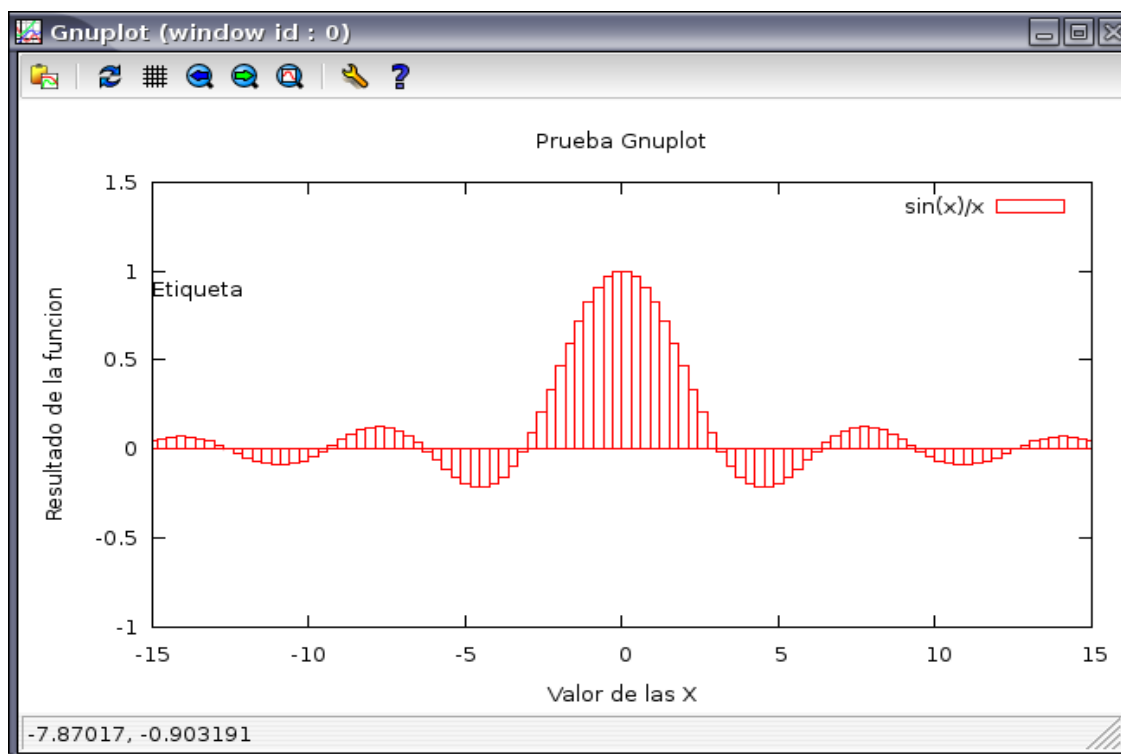 Gnuplot (window id : 0)
Prueba Gnuplot
1.5
sin(x)/x
1
Etiqueta
0.5
0
-0.5
-1
Resultado de la funcion
-15 -10 -5 0 5 10 15
Valor de las X
-7.87017, -0.903191